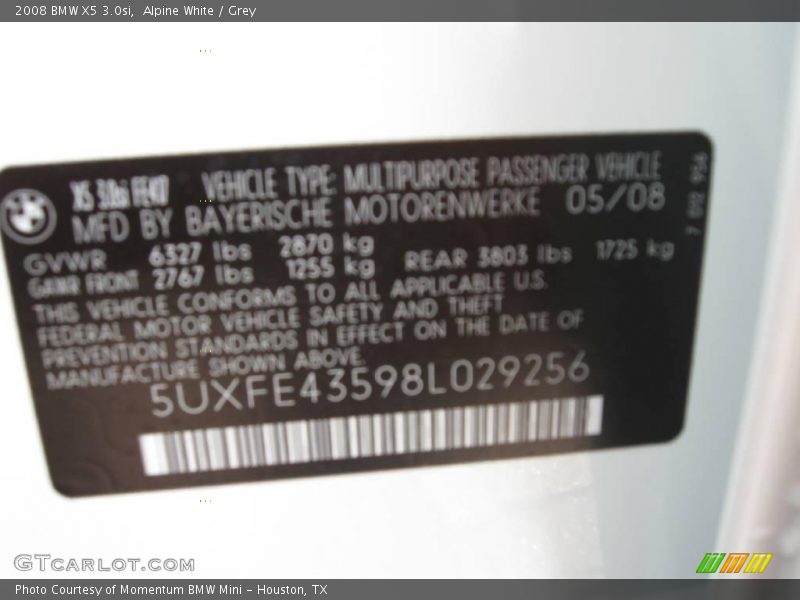 2008 BMW X5 3.0si,  Alpine White / Grey
X5 3.0si FE43 VEHICLE TYPE: MULTIPURPOSE PASSENGER VEHICLE
MFD BY BAYERISCHE MOTORENWERKE 05/08
GVWR 6327 lbs 2870 kg
GAWR FRONT 2767 lbs 1255 kg REAR 3803 lbs 1725 kg
THIS VEHICLE CONFORMS TO ALL APPLICABLE U.S.
FEDERAL MOTOR VEHICLE SAFETY AND THEFT
PREVENTION STANDARDS IN EFFECT ON THE DATE OF
MANUFACTURE SHOWN ABOVE.
5UXFE43598L029256
GTCARLOT.COM
Photo Courtesy of Momentum BMW Mini - Houston, TX